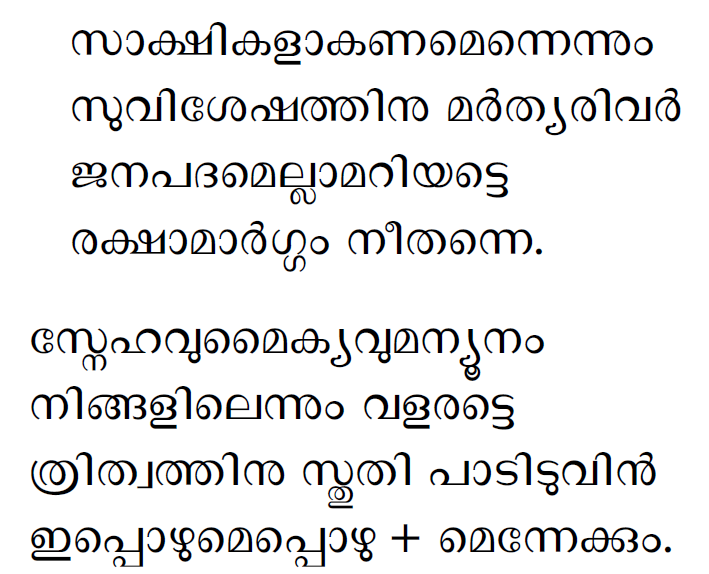 സാക്ഷികളാകണമെന്നെന്നും
സുവിശേഷത്തിനു മർത്യരിവർ
ജനപദമെല്ലാമറിയട്ടെ
രക്ഷാമാർഗ്ഗം നീതന്നെ.
സ്നേഹവുമൈക്യവുമന്യൂനം
നിങ്ങളിലെന്നും വളരട്ടെ
ത്രിത്വത്തിനു സ്തുതി പാടിടുവിൻ
ഇപ്പൊഴുമെപ്പൊഴു + മെന്നേക്കും.